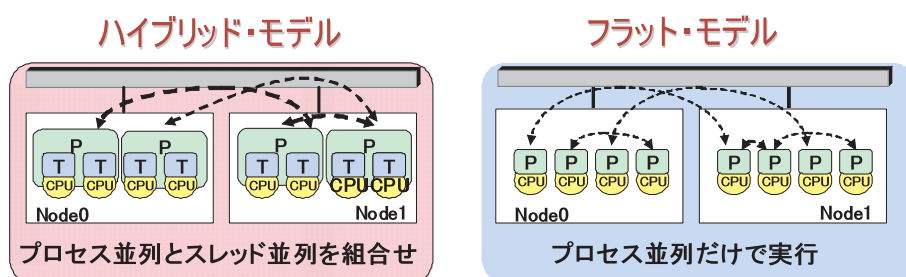 ハイブリッド・モデル
P P P P
T T T T T T T T
CPU CPU CPU CPU CPU CPU CPU CPU
Node0 Node1
プロセス並列とスレッド並列を組合せ
フラット・モデル
P P P P P P P P
CPU CPU CPU CPU CPU CPU CPU CPU
Node0 Node1
プロセス並列だけで実行